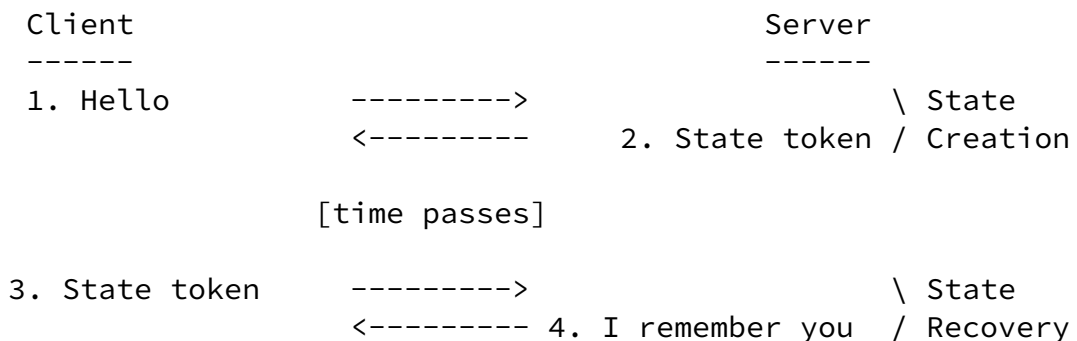 Client                                   Server
------                                   ------
1. Hello            --------->                    \ State
                    <---------     2. State token / Creation
                  [time passes]
3. State token     --------->                    \ State
                   <--------- 4. I remember you  / Recovery